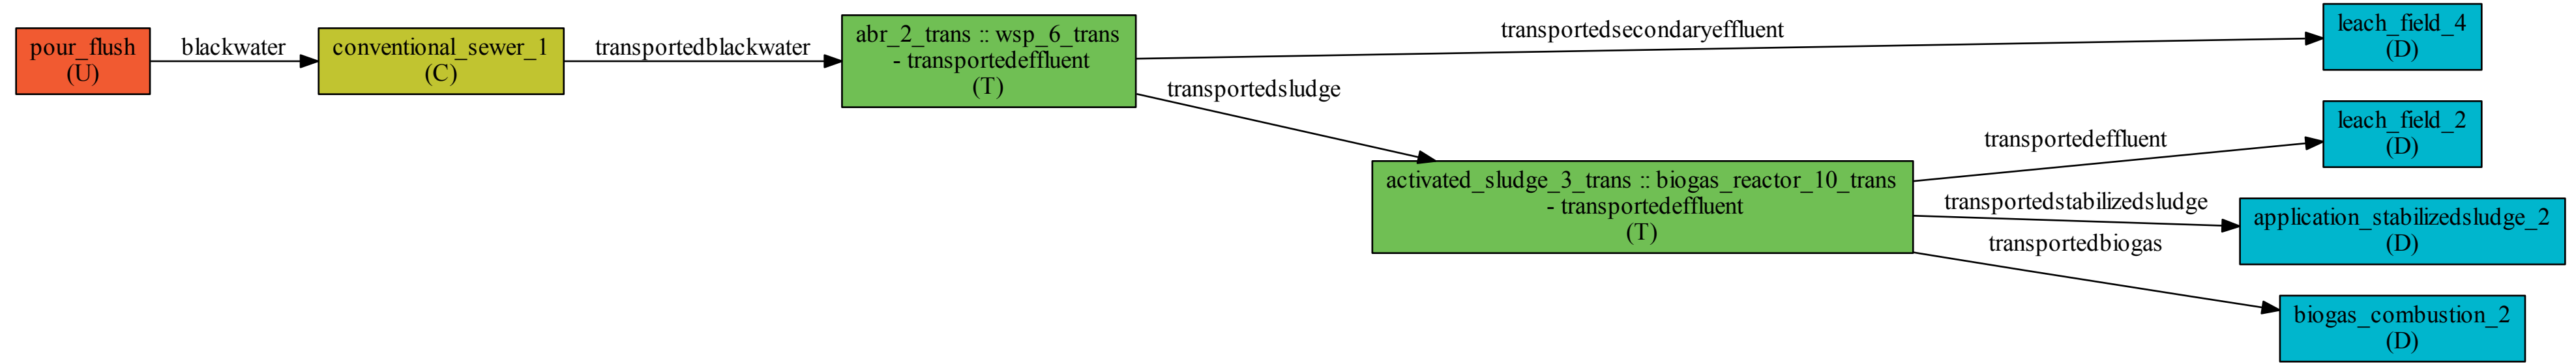 pour_flush
(U)
blackwater
conventional_sewer_1
(C)
transportedblackwater
abr_2_trans :: wsp_6_trans
- transportedeffluent
(T)
transportedsecondaryeffluent
leach_field_4
(D)
transportedsludge
activated_sludge_3_trans :: biogas_reactor_10_trans
- transportedeffluent
(T)
transportedeffluent
leach_field_2
(D)
transportedstabilizedsludge
application_stabilizedsludge_2
(D)
transportedbiogas
biogas_combustion_2
(D)